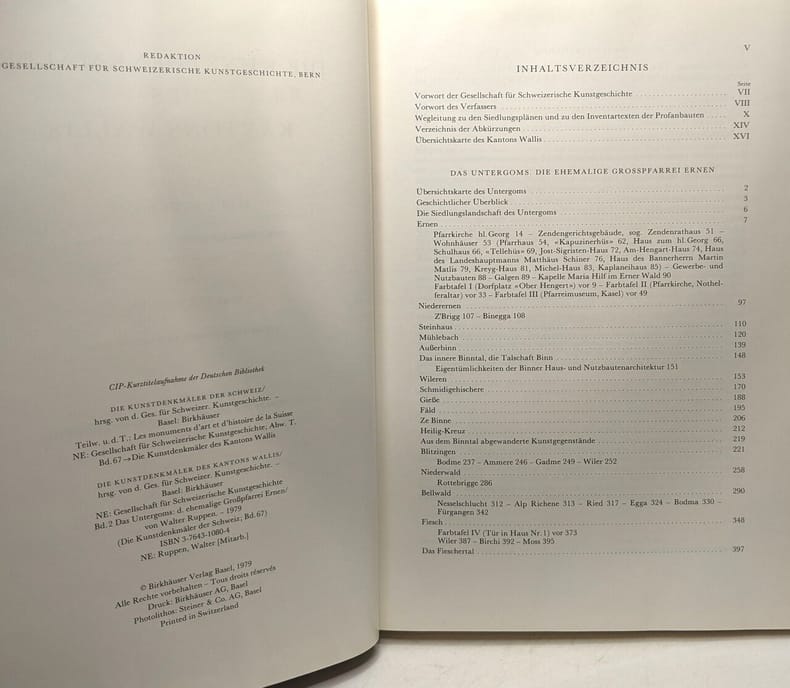 REDAKTION
GESELLSCHAFT FÜR SCHWEIZERISCHE KUNSTGESCHICHTE, BERN
CIP-Kurztitelaufnahme der Deutschen Bibliothek
DIE KUNSTDENKMÄLER DER SCHWEIZ/
hrsg. von d. Ges. für Schweizer. Kunstgeschichte. –
Basel: Birkhäuser
Teilw. u. d. T.: Les monuments d'art et d'histoire de la Suisse
NE: Gesellschaft für Schweizerische Kunstgeschichte; Abw. T.
Bd. 67 → Die Kunstdenkmäler des Kantons Wallis
DIE KUNSTDENKMÄLER DES KANTONS WALLIS/
hrsg. von d. Ges. für Schweizer. Kunstgeschichte. –
Basel: Birkhäuser
NE: Gesellschaft für Schweizerische Kunstgeschichte
Bd. 2 Das Untergoms: d. ehemalige Großpfarrei Ernen/
von Walter Ruppen. – 1979
(Die Kunstdenkmäler der Schweiz; Bd. 67)
ISBN 3-7643-1080-4
NE: Ruppen, Walter [Mitarb.]
© Birkhäuser Verlag Basel, 1979
Alle Rechte vorbehalten – Tous droits réservés
Druck: Birkhäuser AG, Basel
Photolithos: Steiner & Co. AG, Basel
Printed in Switzerland
V
INHALTSVERZEICHNIS
Seite
Vorwort der Gesellschaft für Schweizerische Kunstgeschichte VII
Vorwort des Verfassers VIII
Wegleitung zu den Siedlungsplänen und zu den Inventartexten der Profanbauten X
Verzeichnis der Abkürzungen XIV
Übersichtskarte des Kantons Wallis XVI
DAS UNTERGOMS. DIE EHEMALIGE GROSSPFARREI ERNEN
Übersichtskarte des Untergoms 2
Geschichtlicher Überblick 3
Die Siedlungslandschaft des Untergoms 6
Ernen 7
Pfarrkirche hl. Georg 14 – Zendengerichtsgebäude, sog. Zendenrathaus 51 –
Wohnhäuser 53 (Pfarrhaus 54, «Kapuzinerhüs» 62, Haus zum hl. Georg 66,
Schulhaus 66, «Tellehüs» 69, Jost-Sigristen-Haus 72, Am-Hengart-Haus 74, Haus
des Landeshauptmanns Matthäus Schiner 76, Haus des Bannerherrn Martin
Matlis 79, Kreyg-Haus 81, Michel-Haus 83, Kaplaneihaus 85) – Gewerbe- und
Nutzbauten 88 – Galgen 89 – Kapelle Maria Hilf im Erner Wald 90
Farbtafel I (Dorfplatz «Ober Hengert») vor 9 – Farbtafel II (Pfarrkirche, Nothel-
feraltar) vor 33 – Farbtafel III (Pfarreimuseum, Kasel) vor 49
Niederernen 97
Z'Brigg 107 – Binegga 108
Steinhaus 110
Mühlebach 120
Außerbinn 139
Das innere Binntal, die Talschaft Binn 148
Eigentümlichkeiten der Binner Haus- und Nutzbautenarchitektur 151
Wileren 153
Schmidigehischere 170
Gieße 188
Fäld 195
Ze Binne 206
Heilig-Kreuz 212
Aus dem Binntal abgewanderte Kunstgegenstände 219
Blitzingen 221
Bodme 237 – Ammere 246 – Gadme 249 – Wiler 252
Niederwald 258
Rottebrigge 286
Bellwald 290
Nesselschlucht 312 – Alp Richene 313 – Ried 317 – Egga 324 – Bodma 330 –
Fürgangen 342
Fiesch 348
Farbtafel IV (Tür in Haus Nr. 1) vor 373
Wiler 387 – Birchi 392 – Moss 395
Das Fieschertal 397